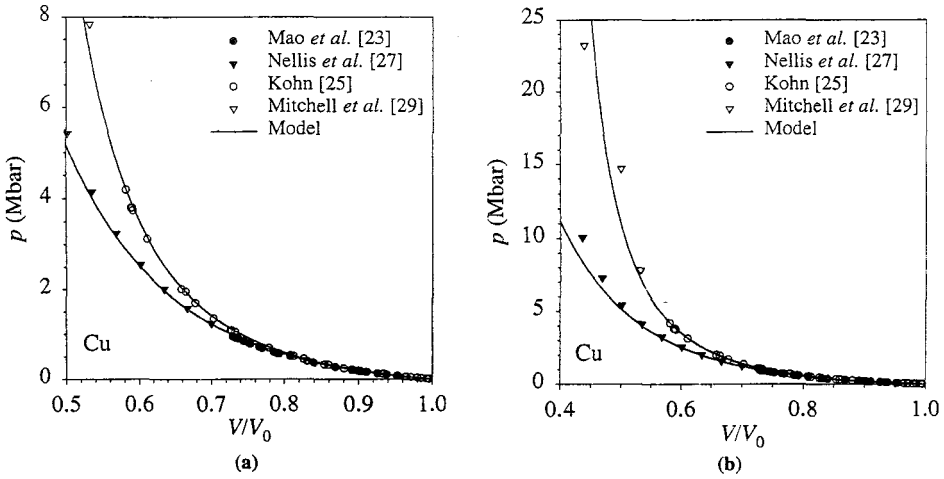 8
6
4
2
0
p (Mbar)
Mao et al. [23]
Nellis et al. [27]
Kohn [25]
Mitchell et al. [29]
Model
Cu
0.5
0.6
0.7
0.8
0.9
1.0
V/V0
(a)
25
20
15
10
5
0
p (Mbar)
Mao et al. [23]
Nellis et al. [27]
Kohn [25]
Mitchell et al. [29]
Model
Cu
0.4
0.6
0.8
1.0
V/V0
(b)